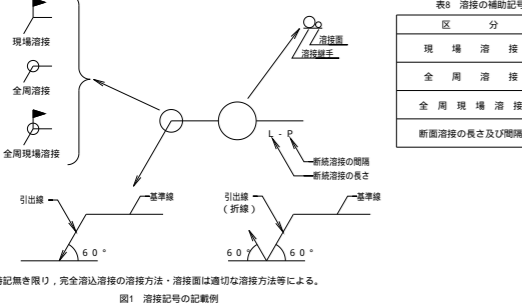 表8 溶接の補助記号
区 分
現 場 溶 接
全 周 溶 接
全 周 現 場 溶 接
断面溶接の長さ及び間隔
現場溶接
全周溶接
全周現場溶接
溶接面
溶接継手
L - P
断続溶接の間隔
断続溶接の長さ
引出線
基準線
60°
引出線
(折線)
基準線
60°
60°
特記無き限り，完全溶込溶接の溶接方法・溶接面は適切な溶接方法等による。
図1 溶接記号の記載例